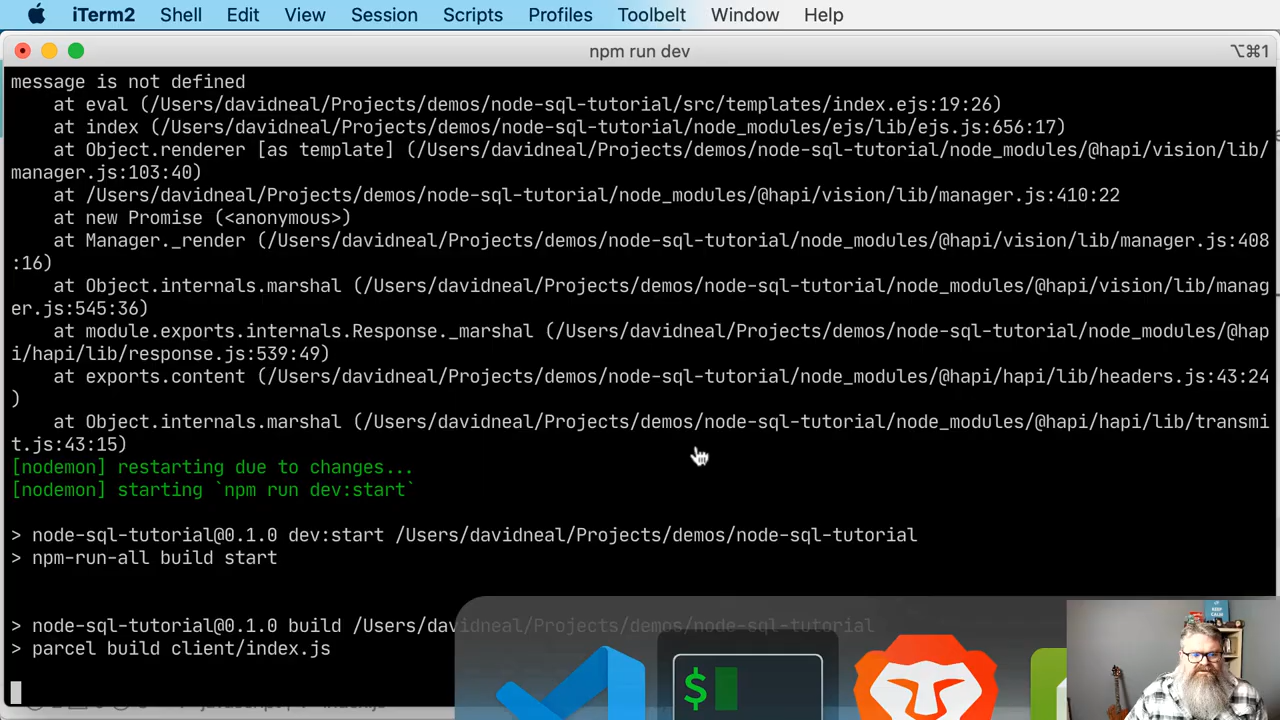 iTerm2 Shell Edit View Session Scripts Profiles Toolbelt Window Help
npm run dev ⌥⌘1
message is not defined
at eval (/Users/davidneal/Projects/demos/node-sql-tutorial/src/templates/index.ejs:19:26)
at index (/Users/davidneal/Projects/demos/node-sql-tutorial/node_modules/ejs/lib/ejs.js:656:17)
at Object.renderer [as template] (/Users/davidneal/Projects/demos/node-sql-tutorial/node_modules/@hapi/vision/lib/
manager.js:103:40)
at /Users/davidneal/Projects/demos/node-sql-tutorial/node_modules/@hapi/vision/lib/manager.js:410:22
at new Promise (<anonymous>)
at Manager._render (/Users/davidneal/Projects/demos/node-sql-tutorial/node_modules/@hapi/vision/lib/manager.js:408
:16)
at Object.internals.marshal (/Users/davidneal/Projects/demos/node-sql-tutorial/node_modules/@hapi/vision/lib/manag
er.js:545:36)
at module.exports.internals.Response._marshal (/Users/davidneal/Projects/demos/node-sql-tutorial/node_modules/@hap
i/hapi/lib/response.js:539:49)
at exports.content (/Users/davidneal/Projects/demos/node-sql-tutorial/node_modules/@hapi/hapi/lib/headers.js:43:24
)
at Object.internals.marshal (/Users/davidneal/Projects/demos/node-sql-tutorial/node_modules/@hapi/hapi/lib/transmi
t.js:43:15)
[nodemon] restarting due to changes...
[nodemon] starting `npm run dev:start`
> node-sql-tutorial@0.1.0 dev:start /Users/davidneal/Projects/demos/node-sql-tutorial
> npm-run-all build start
> node-sql-tutorial@0.1.0 build /Users/davidneal/Projects/demos/node-sql-tutorial
> parcel build client/index.js
$
KEEP
CALM